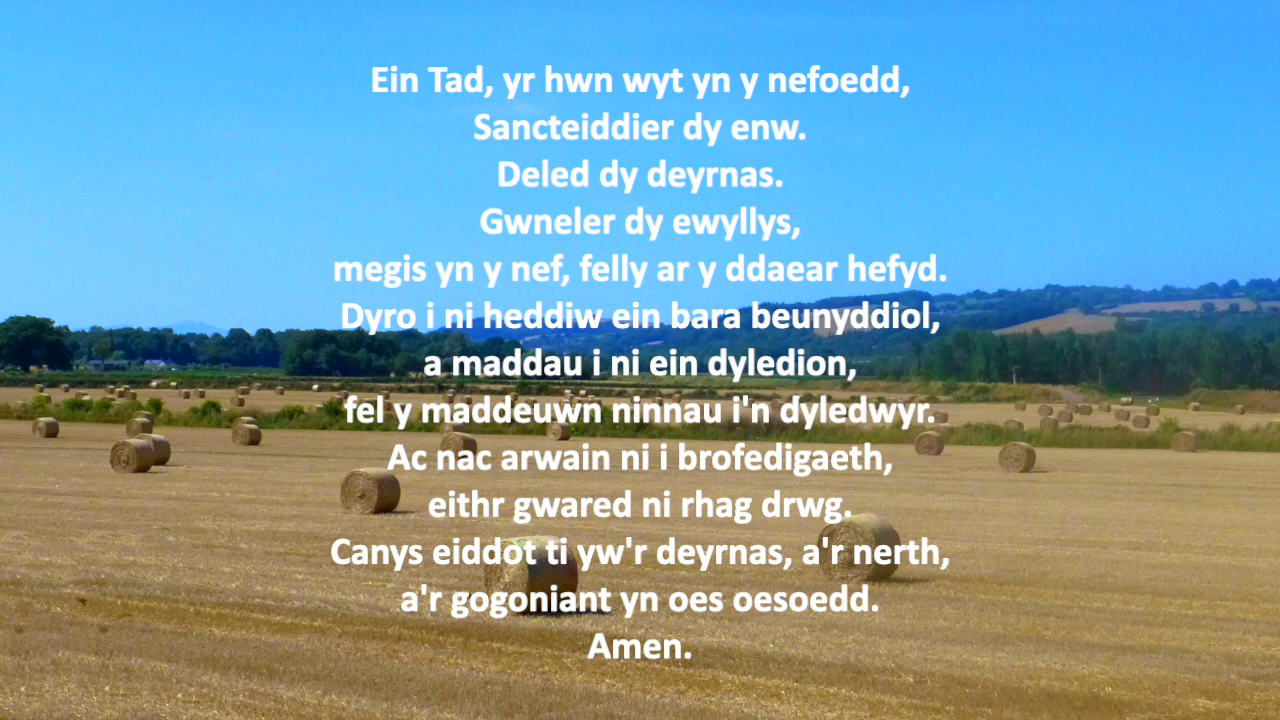 Ein Tad, yr hwn wyt yn y nefoedd,
Sancteiddier dy enw.
Deled dy deyrnas.
Gwneler dy ewyllys,
megis yn y nef, felly ar y ddaear hefyd.
Dyro i ni heddiw ein bara beunyddiol,
a maddau i ni ein dyledion,
fel y maddeuwn ninnau i'n dyledwyr.
Ac nac arwain ni i brofedigaeth,
eithr gwared ni rhag drwg.
Canys eiddot ti yw'r deyrnas, a'r nerth,
a'r gogoniant yn oes oesoedd.
Amen.